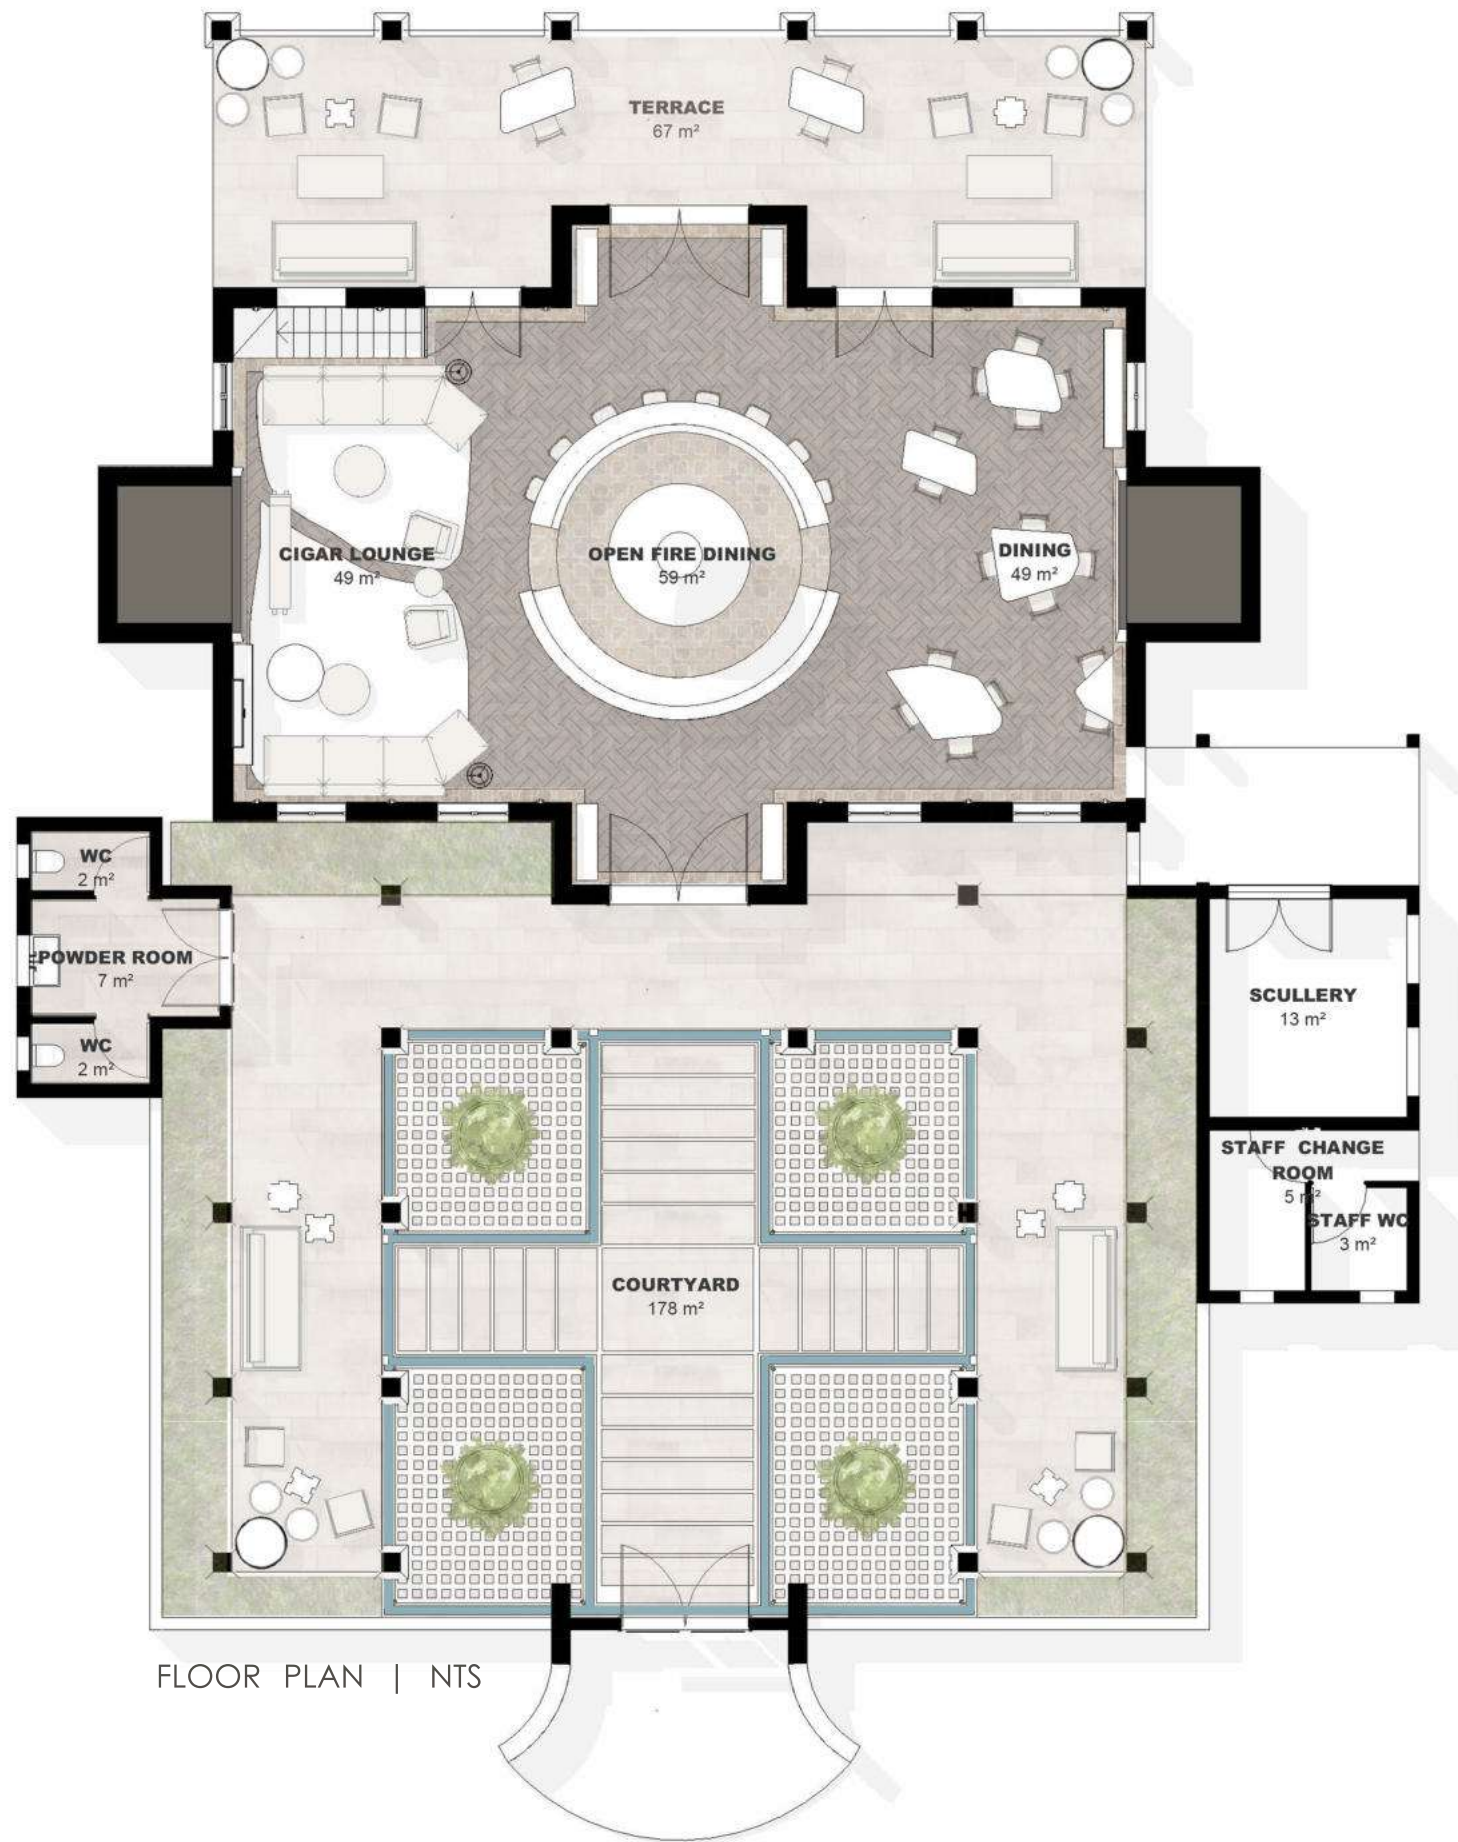 TERRACE
67 m²
CIGAR LOUNGE
49 m²
OPEN FIRE DINING
59 m²
DINING
49 m²
WC
2 m²
POWDER ROOM
7 m²
WC
2 m²
SCULLERY
13 m²
STAFF CHANGE
ROOM
5 m²
STAFF WC
3 m²
COURTYARD
178 m²
FLOOR PLAN | NTS